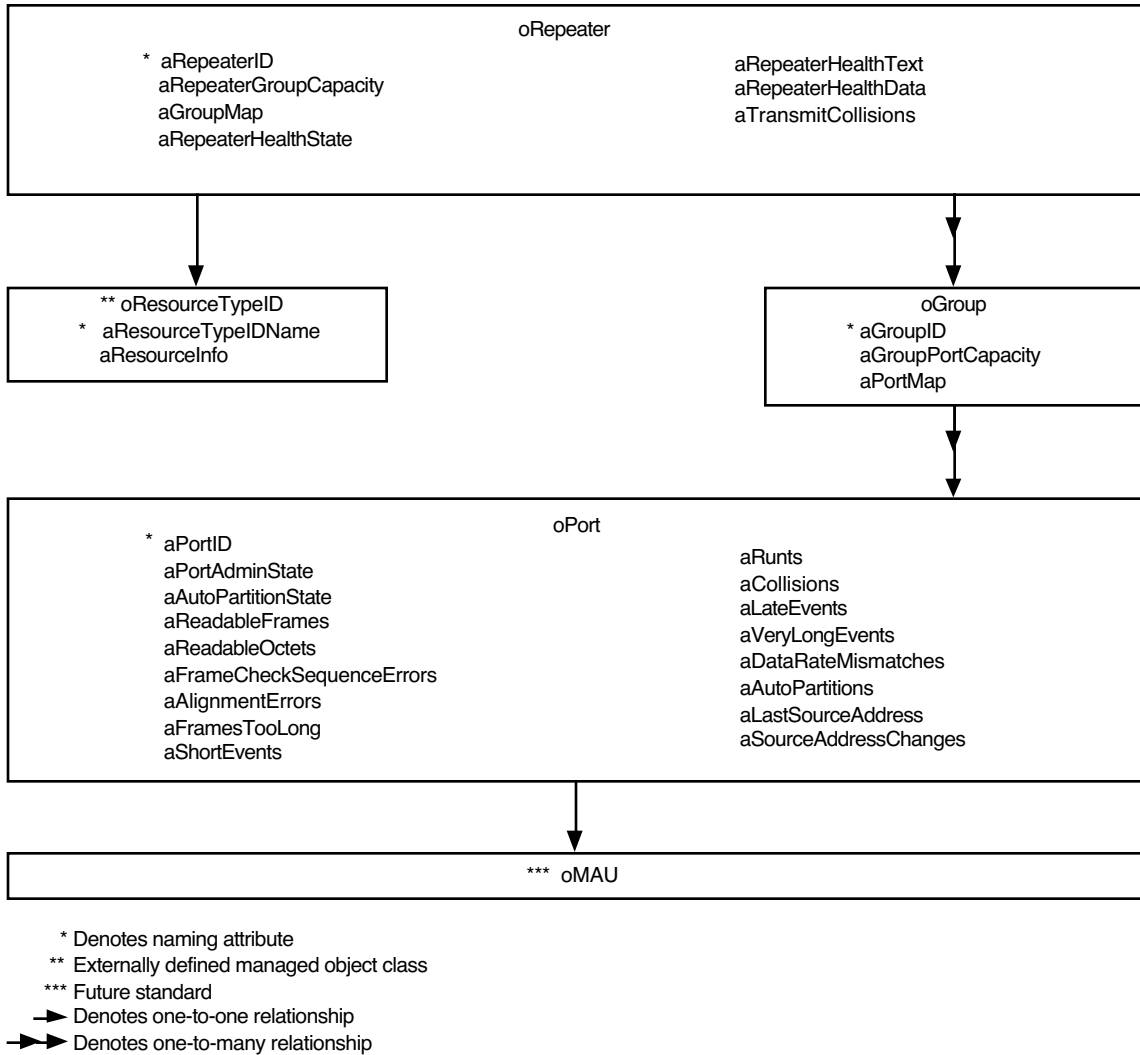 oRepeater
* aRepeaterID
aRepeaterGroupCapacity
aGroupMap
aRepeaterHealthState
aRepeaterHealthText
aRepeaterHealthData
aTransmitCollisions
** oResourceTypeID
* aResourceTypeIDName
aResourceInfo
oGroup
* aGroupID
aGroupPortCapacity
aPortMap
oPort
* aPortID
aPortAdminState
aAutoPartitionState
aReadableFrames
aReadableOctets
aFrameCheckSequenceErrors
aAlignmentErrors
aFramesTooLong
aShortEvents
aRunts
aCollisions
aLateEvents
aVeryLongEvents
aDataRateMismatches
aAutoPartitions
aLastSourceAddress
aSourceAddressChanges
*** oMAU
* Denotes naming attribute
** Externally defined managed object class
*** Future standard
Denotes one-to-one relationship
Denotes one-to-many relationship